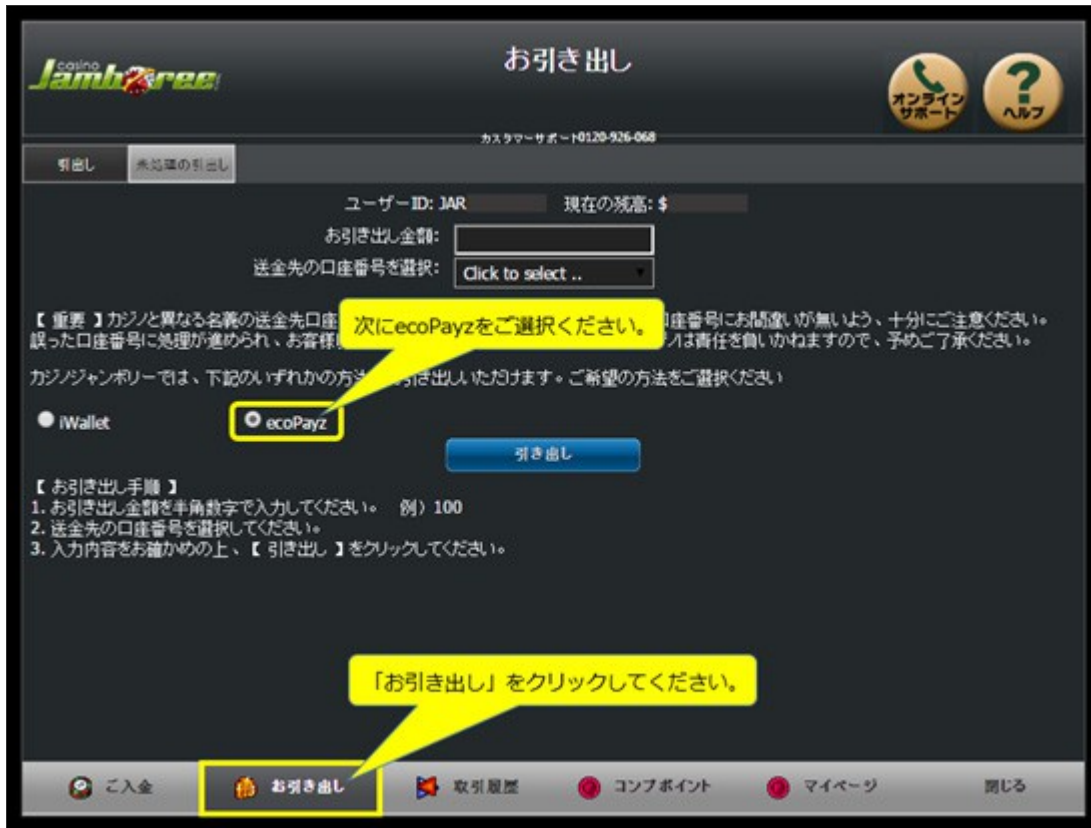 casino Jamboree
お引き出し
オンラインサポート
ヘルプ
カスタマーサポート0120-926-068
引出し 未処理の引出し
ユーザーID: JAR 現在の残高: $
お引き出し金額:
送金先の口座番号を選択: Click to select ..
【 重要 】カジノと異なる名義の送金先口座 口座番号にお間違いが無いよう、十分にご注意ください。
誤った口座番号に処理が進められ、お客様 は責任を負いかねますので、予めご了承ください。
次にecoPayzをご選択ください。
カジノジャンボリーでは、下記のいずれかの方法 引き出しいただけます。ご希望の方法をご選択ください
iWallet ecoPayz
引き出し
【 お引き出し手順 】
1. お引き出し金額を半角数字で入力してください。 例) 100
2. 送金先の口座番号を選択してください。
3. 入力内容をお確かめの上、【 引き出し 】をクリックしてください。
「お引き出し」をクリックしてください。
ご入金 お引き出し 取引履歴 コンプポイント マイページ 閉じる